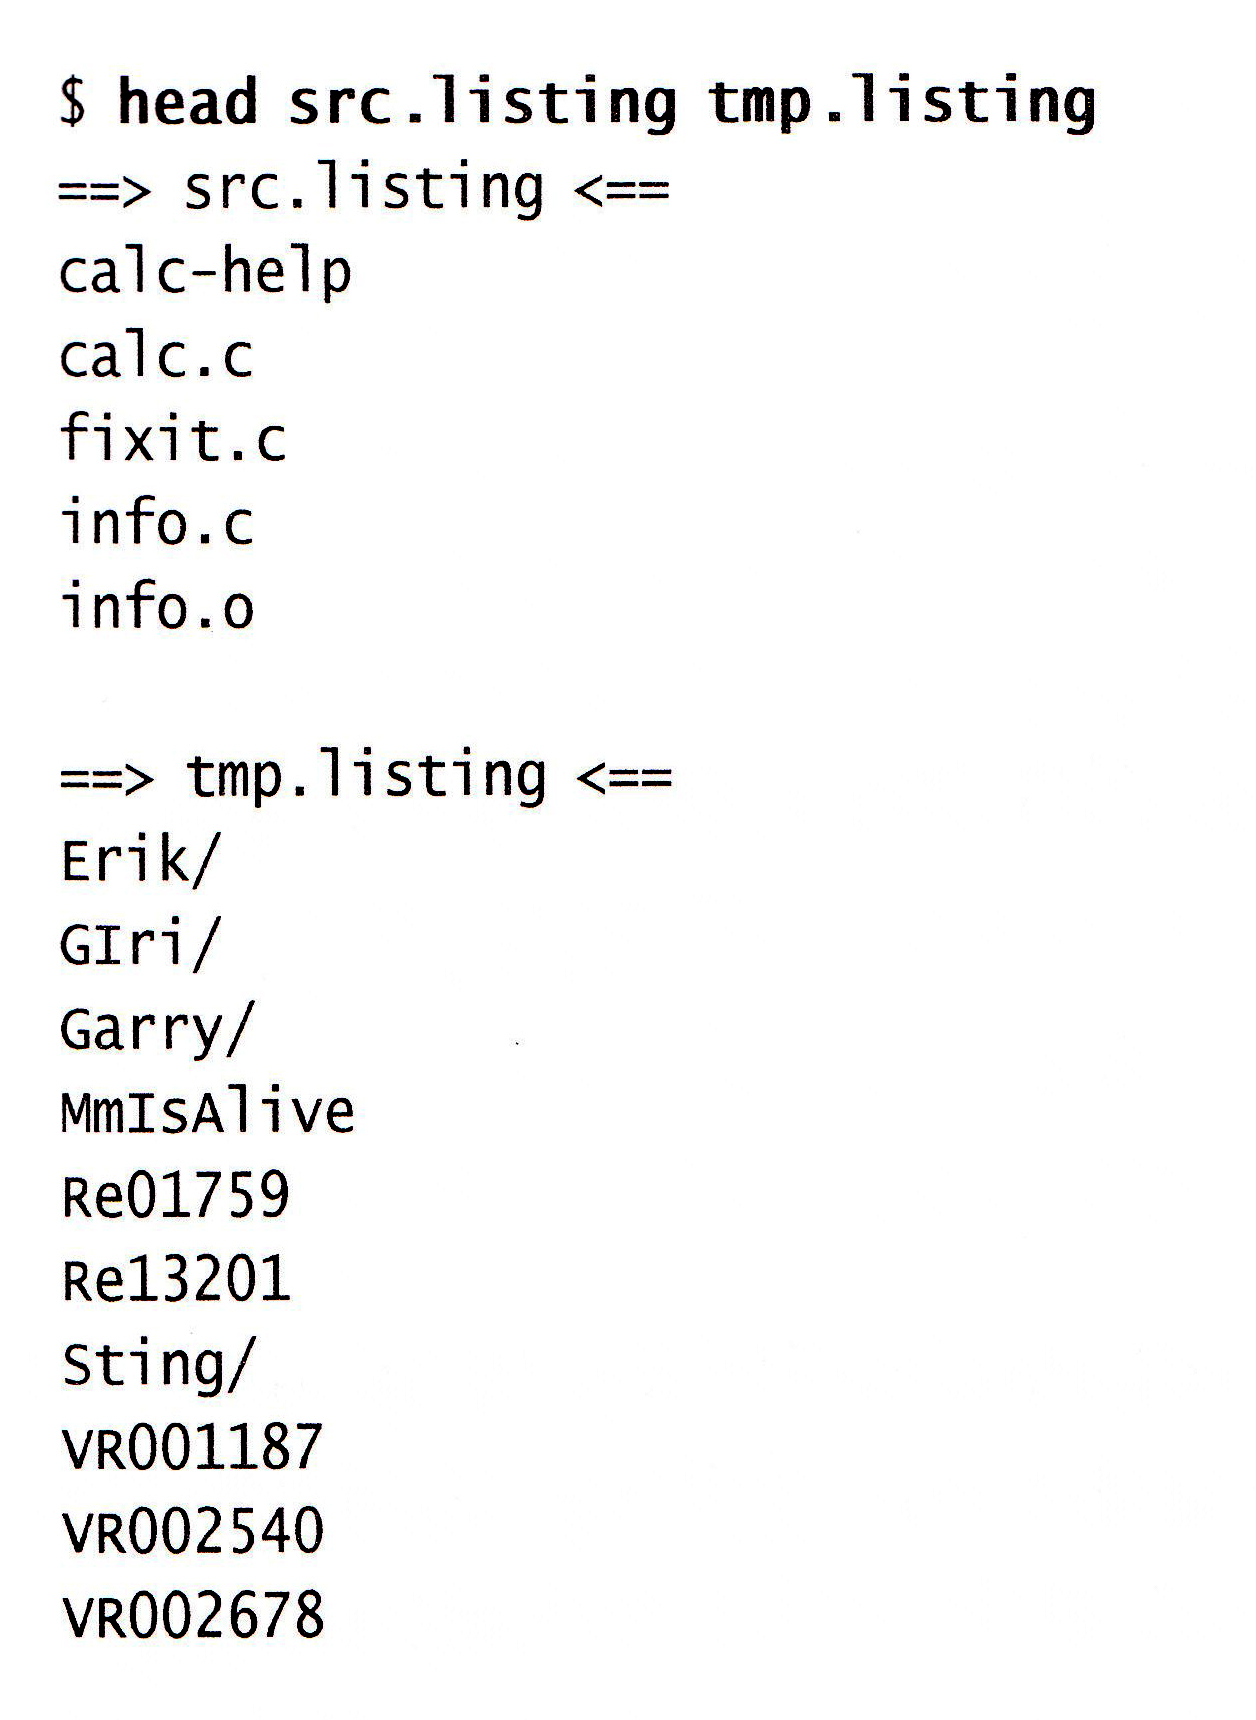 $ head src.listing tmp.listing
==> src.listing <==
calc-help
calc.c
fixit.c
info.c
info.o

==> tmp.listing <==
Erik/
GIri/
Garry/
MmIsAlive
Re01759
Re13201
Sting/
VR001187
VR002540
VR002678